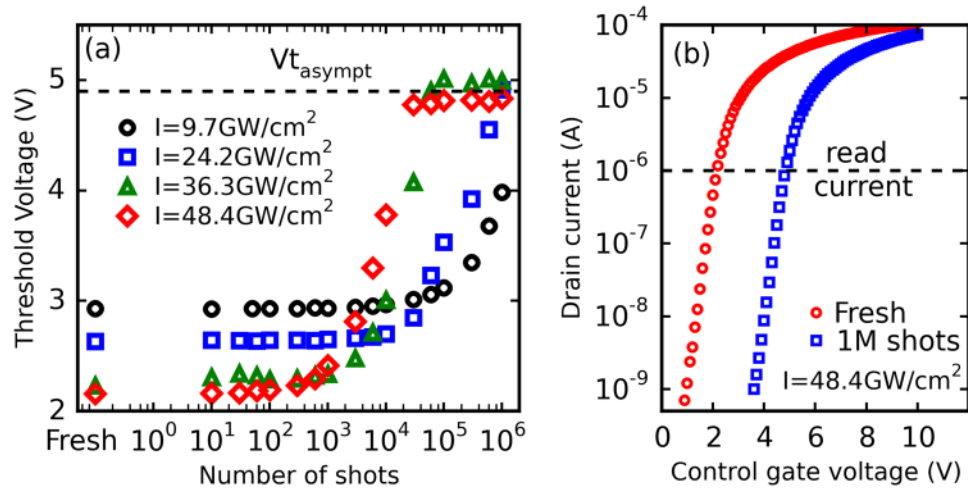 (a)
Vt_asympt
I=9.7GW/cm²
I=24.2GW/cm²
I=36.3GW/cm²
I=48.4GW/cm²
Threshold Voltage (V)
5
4
3
2
Fresh 10⁰ 10¹ 10² 10³ 10⁴ 10⁵ 10⁶
Number of shots
(b)
Drain current (A)
10⁻⁴
10⁻⁵
10⁻⁶
10⁻⁷
10⁻⁸
10⁻⁹
read
current
Fresh
1M shots
I=48.4GW/cm²
0 2 4 6 8 10
Control gate voltage (V)